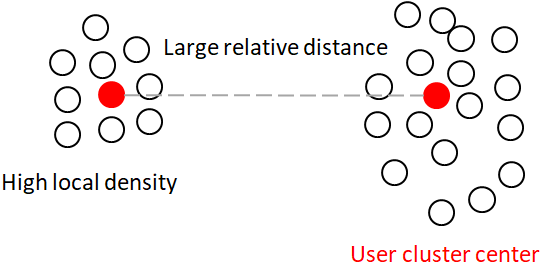 Large relative distance
High local density
User cluster center